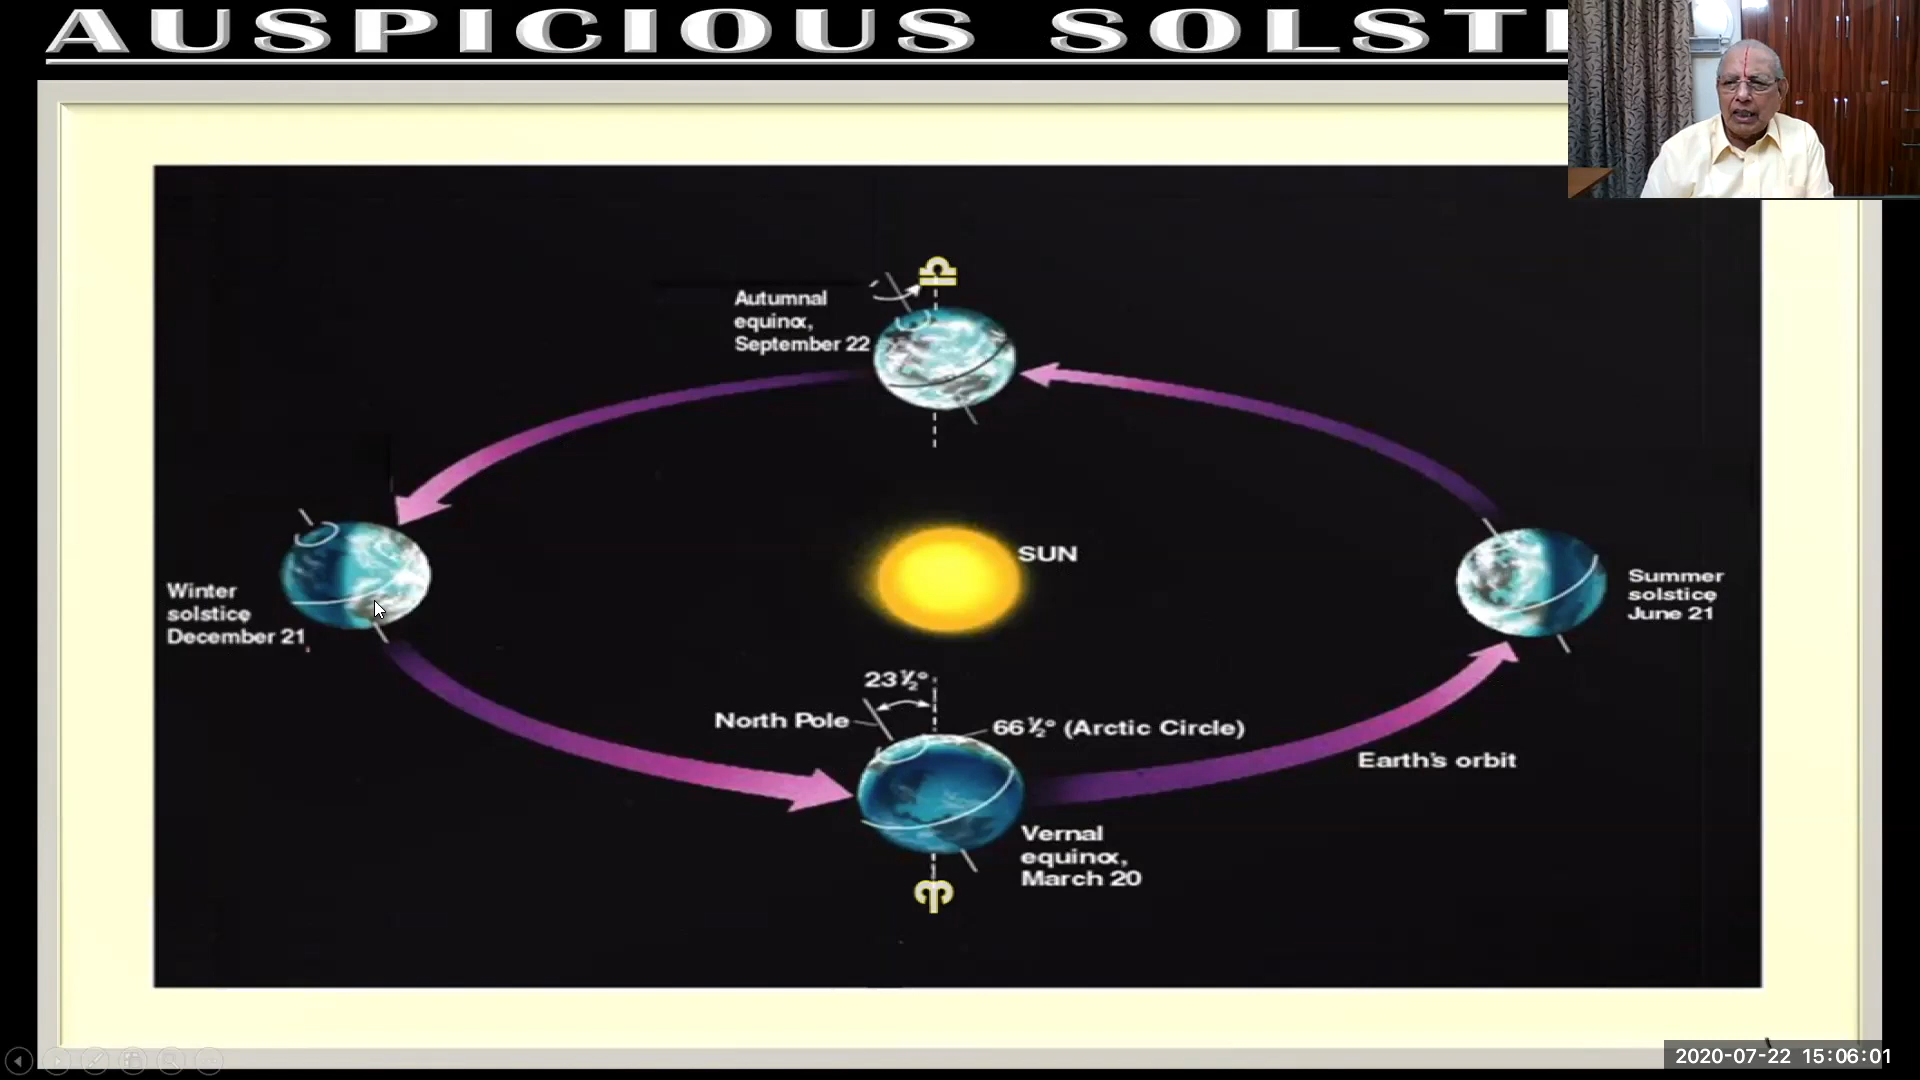 AUSPICIOUS SOLSTI
Autumnal
equinox,
September 22
SUN
Winter
solstice
December 21
Summer
solstice
June 21
23½°
North Pole
66½° (Arctic Circle)
Earth's orbit
Vernal
equinox,
March 20
2020-07-22 15:06:01